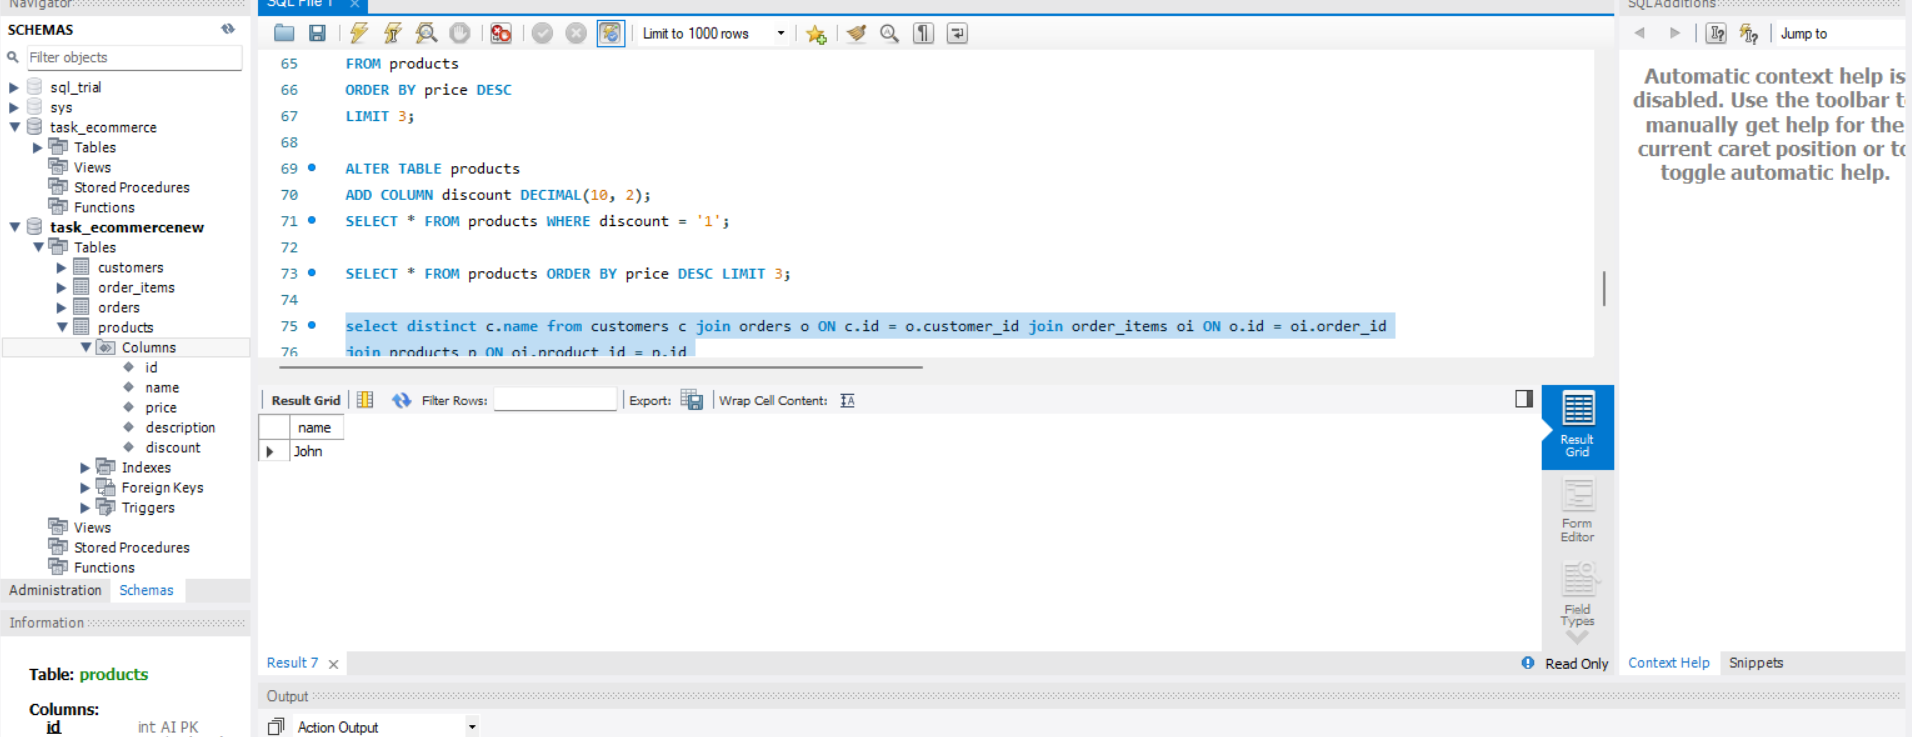 Navigator
SCHEMAS
Filter objects
sql_trial
sys
task_ecommerce
Tables
Views
Stored Procedures
Functions
task_ecommercenew
Tables
customers
order_items
orders
products
Columns
id
name
price
description
discount
Indexes
Foreign Keys
Triggers
Views
Stored Procedures
Functions
Administration Schemas
Information
Table: products
Columns:
id int AI PK
SQL File 1
Limit to 1000 rows
65 FROM products
66 ORDER BY price DESC
67 LIMIT 3;
68
69 ALTER TABLE products
70 ADD COLUMN discount DECIMAL(10, 2);
71 SELECT * FROM products WHERE discount = '1';
72
73 SELECT * FROM products ORDER BY price DESC LIMIT 3;
74
75 select distinct c.name from customers c join orders o ON c.id = o.customer_id join order_items oi ON o.id = oi.order_id
76 join products p ON oi.product_id = p.id
Result Grid Filter Rows: Export: Wrap Cell Content:
name
John
Result Grid
Form Editor
Field Types
Result 7 Read Only
Output
Action Output
SQLAdditions
Jump to
Automatic context help is
disabled. Use the toolbar t
manually get help for the
current caret position or to
toggle automatic help.
Context Help Snippets